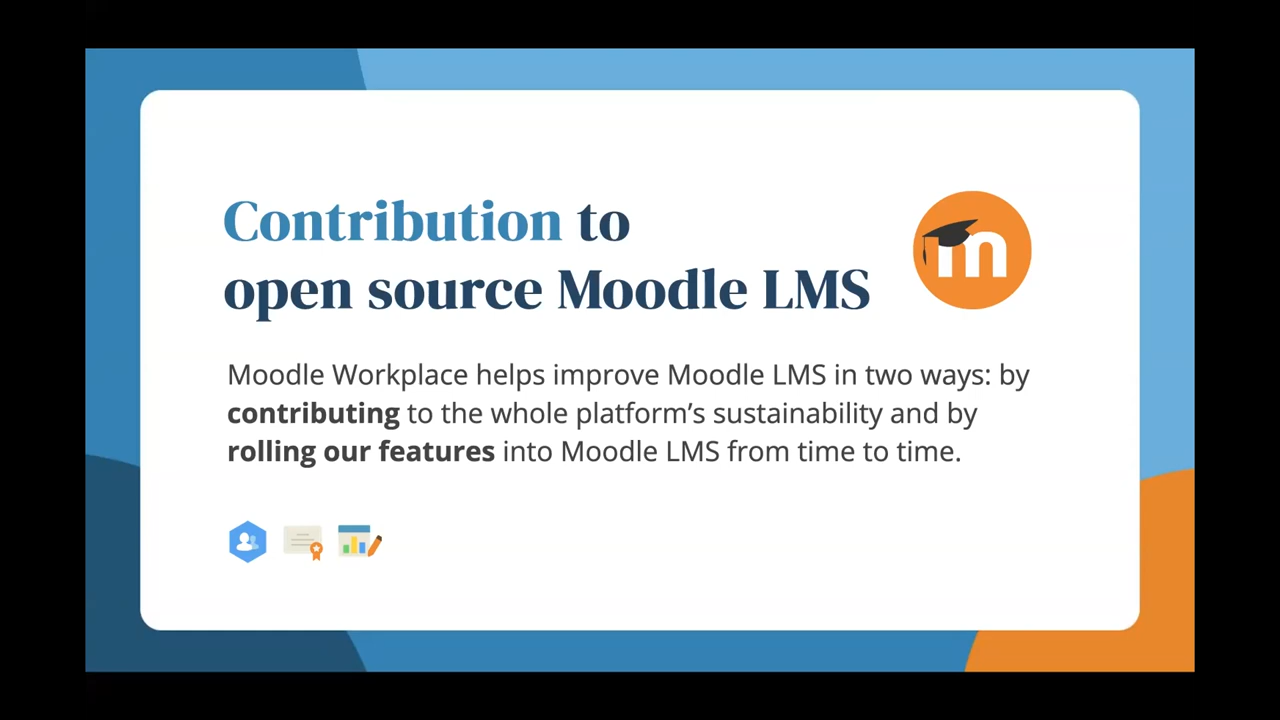 Contribution to
open source Moodle LMS
m
Moodle Workplace helps improve Moodle LMS in two ways: by
contributing to the whole platform’s sustainability and by
rolling our features into Moodle LMS from time to time.